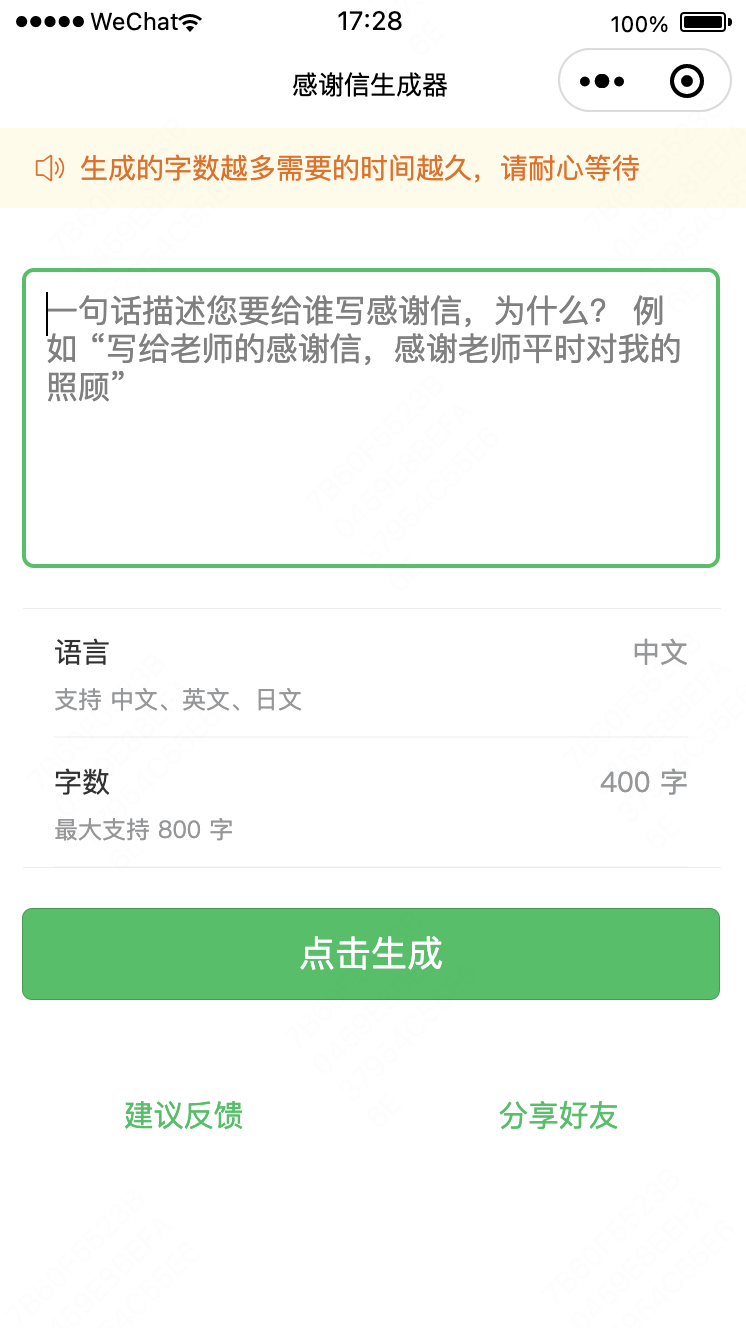 WeChat
17:28
100%
感谢信生成器
生成的字数越多需要的时间越久，请耐心等待
一句话描述您要给谁写感谢信，为什么？ 例
如“写给老师的感谢信，感谢老师平时对我的
照顾”
语言
中文
支持 中文、英文、日文
字数
400 字
最大支持 800 字
点击生成
建议反馈
分享好友